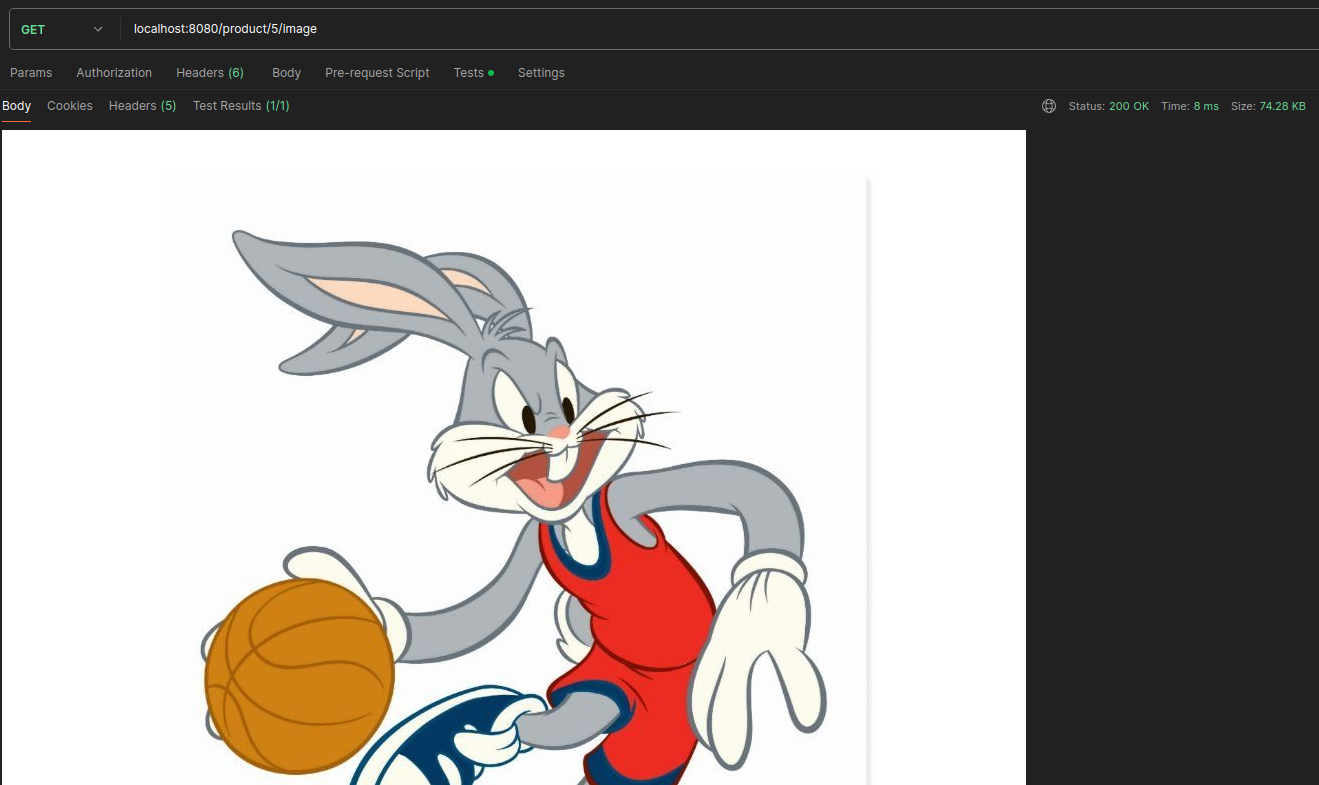 GET localhost:8080/product/5/image
Params Authorization Headers (6) Body Pre-request Script Tests Settings
Body Cookies Headers (5) Test Results (1/1) Status: 200 OK Time: 8 ms Size: 74.28 KB